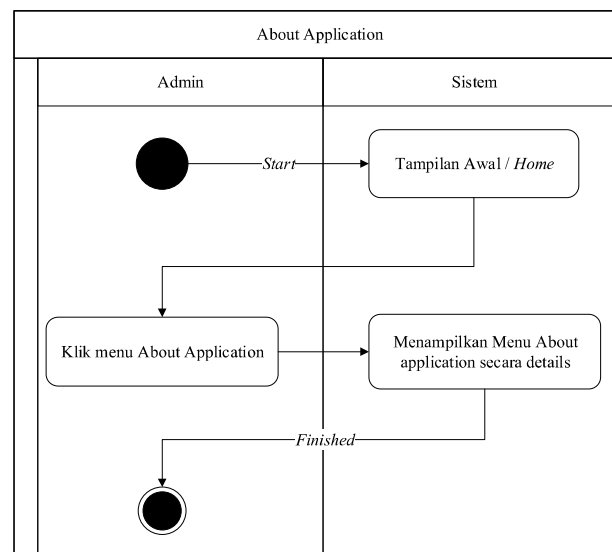 About Application
Admin
Sistem
Start
Tampilan Awal / Home
Klik menu About Application
Menampilkan Menu About
application secara details
Finished